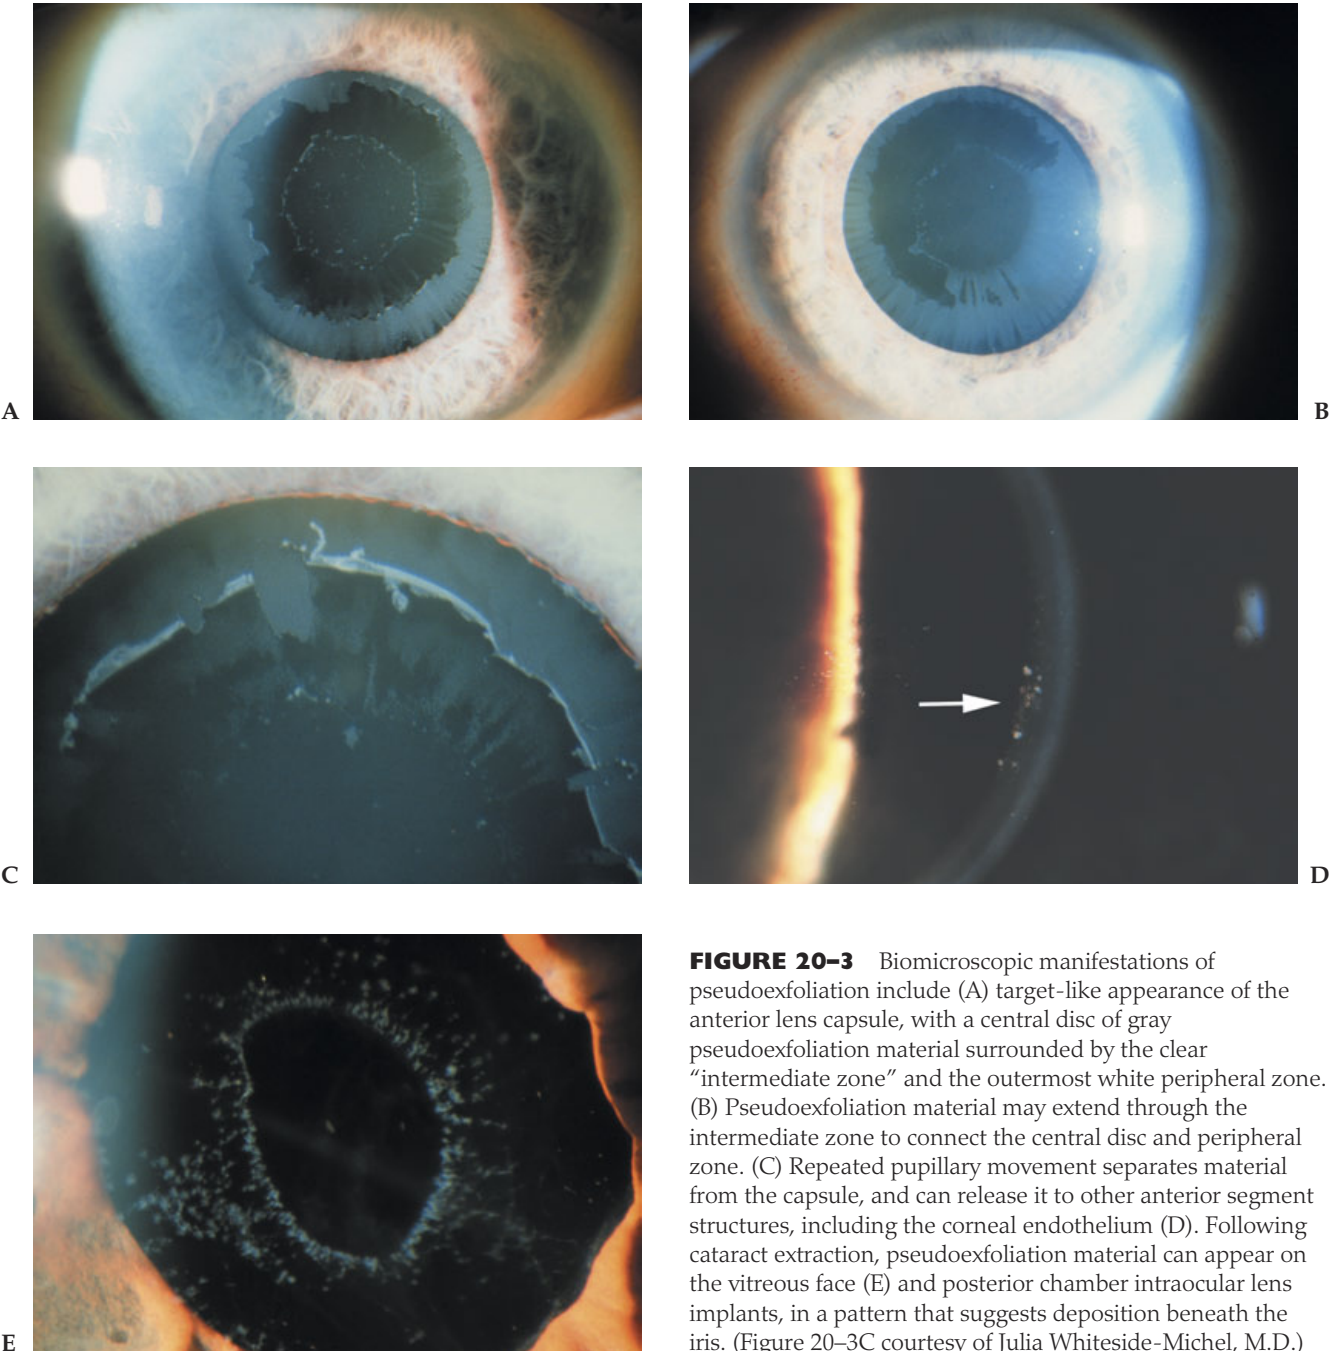 A
B
C
D
E
FIGURE 20–3 Biomicroscopic manifestations of
pseudoexfoliation include (A) target-like appearance of the
anterior lens capsule, with a central disc of gray
pseudoexfoliation material surrounded by the clear
“intermediate zone” and the outermost white peripheral zone.
(B) Pseudoexfoliation material may extend through the
intermediate zone to connect the central disc and peripheral
zone. (C) Repeated pupillary movement separates material
from the capsule, and can release it to other anterior segment
structures, including the corneal endothelium (D). Following
cataract extraction, pseudoexfoliation material can appear on
the vitreous face (E) and posterior chamber intraocular lens
implants, in a pattern that suggests deposition beneath the
iris. (Figure 20–3C courtesy of Julia Whiteside-Michel, M.D.)